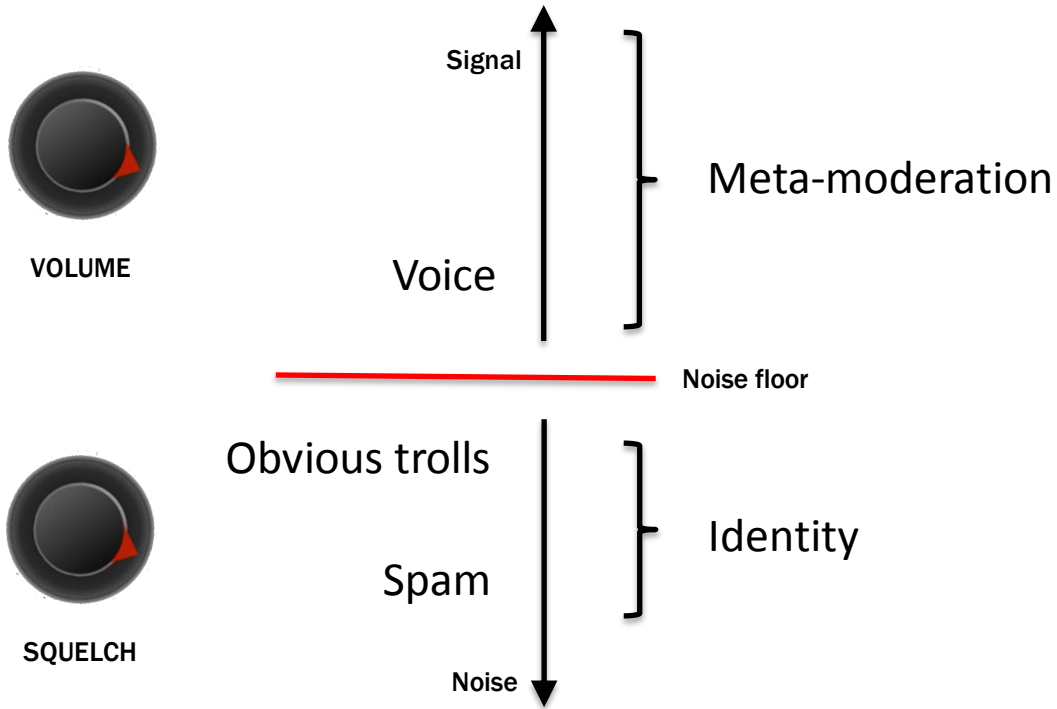 Signal
Meta-moderation
VOLUME
Voice
Noise floor
Obvious trolls
Identity
Spam
SQUELCH
Noise